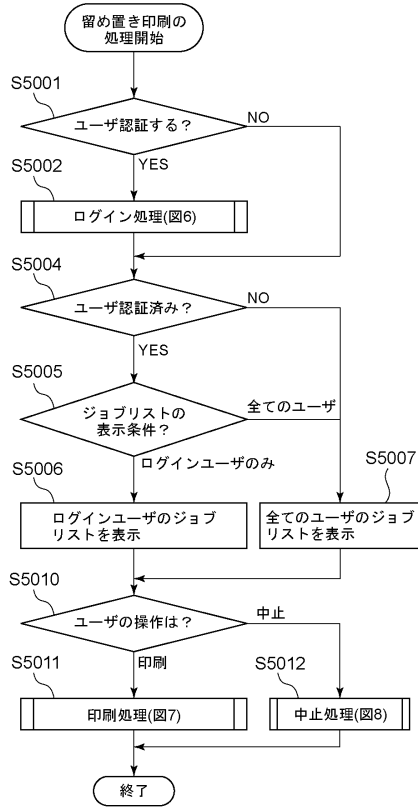 留め置き印刷の
処理開始
S5001
ユーザ認証する？
NO
YES
S5002
ログイン処理(図6)
S5004
ユーザ認証済み？
NO
YES
S5005
ジョブリストの
表示条件？
全てのユーザ
ログインユーザのみ
S5006
ログインユーザのジョブ
リストを表示
S5007
全てのユーザのジョブ
リストを表示
S5010
ユーザの操作は？
中止
印刷
S5011
印刷処理(図7)
S5012
中止処理(図8)
終了